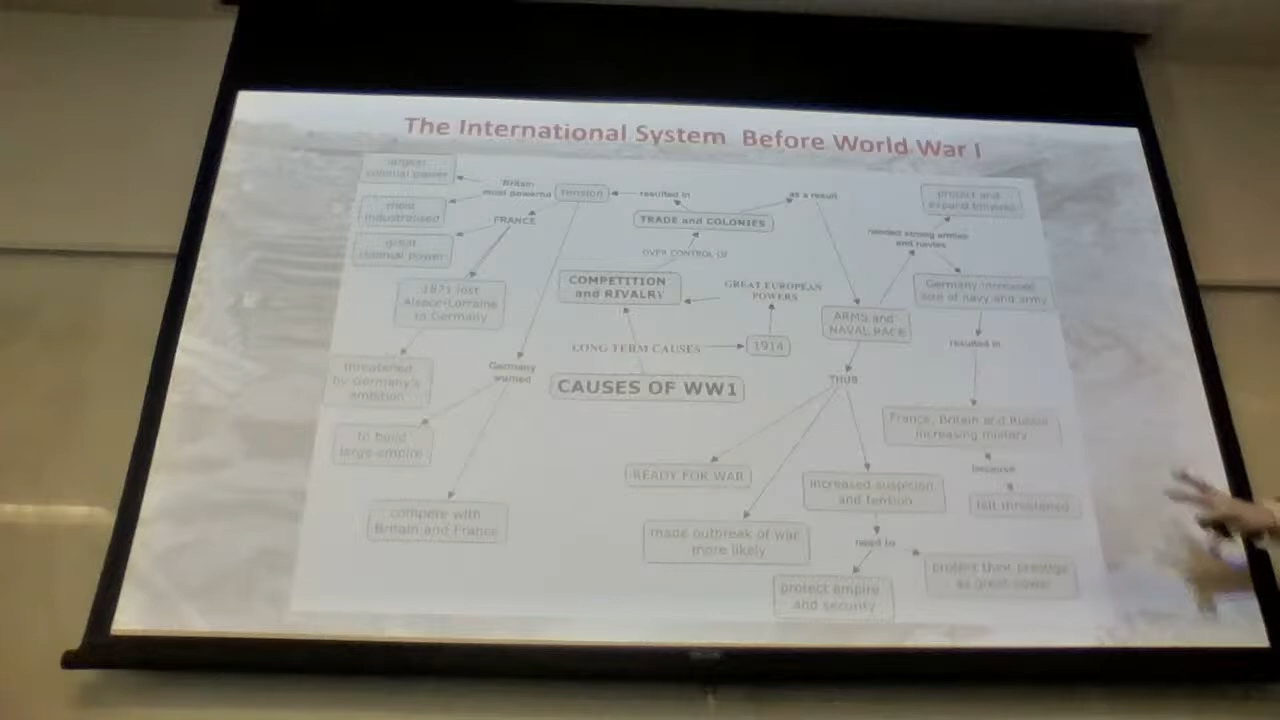 The International System Before World War I
largest
colonial power
Britain
most powerful
tension
resulted in
as a result
protect and
expand empires
most
industrialised
FRANCE
TRADE and COLONIES
needed strong armies
and navies
great
colonial power
OVER CONTROL OF
COMPETITION
and RIVALRY
GREAT EUROPEAN
POWERS
Germany increased
size of navy and army
1871 lost
Alsace-Lorraine
to Germany
ARMS and
NAVAL RACE
LONG TERM CAUSES
1914
resulted in
threatened
by Germany's
ambition
Germany
wanted
CAUSES OF WW1
THUS
to build
large empire
France, Britain and Russia
increasing military
READY FOR WAR
increased suspicion
and tension
because
felt threatened
compete with
Britain and France
made outbreak of war
more likely
need to
protect empire
and security
protect their prestige
as great power